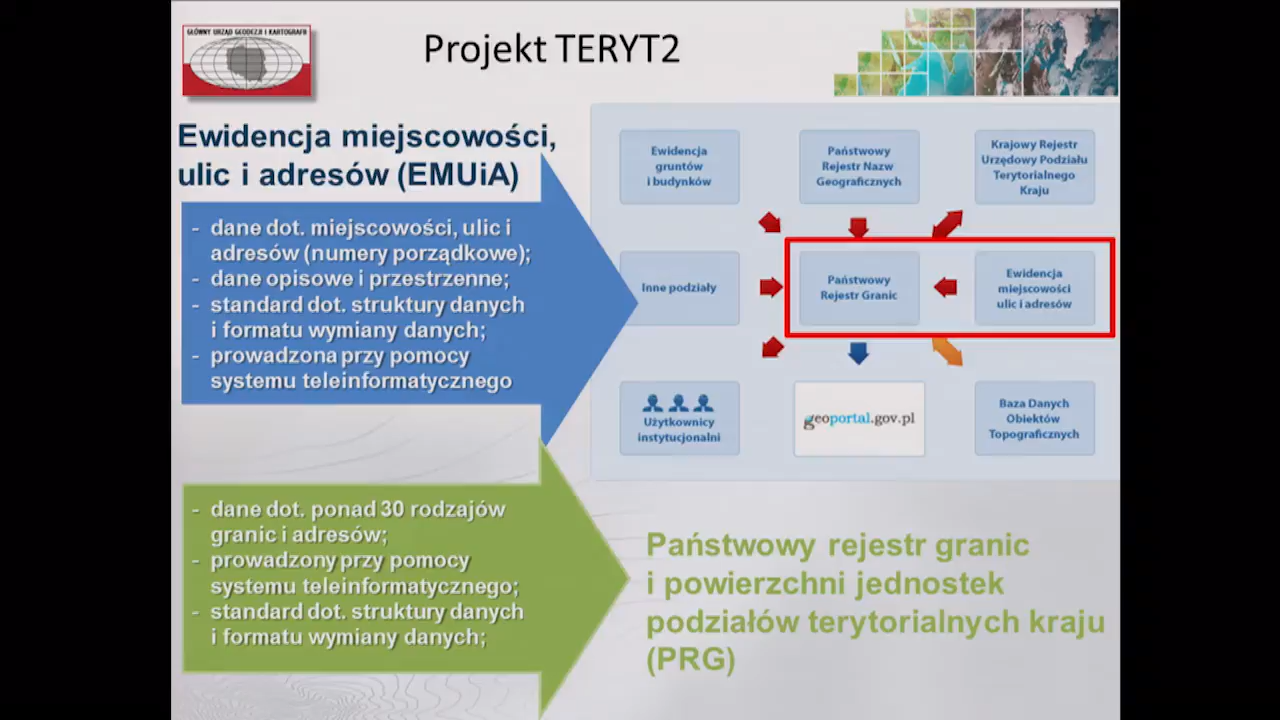 GŁÓWNY URZĄD GEODEZJI I KARTOGRAFII
Projekt TERYT2
Ewidencja miejscowości,
ulic i adresów (EMUiA)
- dane dot. miejscowości, ulic i
adresów (numery porządkowe);
- dane opisowe i przestrzenne;
- standard dot. struktury danych
i formatu wymiany danych;
- prowadzona przy pomocy
systemu teleinformatycznego
Ewidencja
gruntów
i budynków
Państwowy
Rejestr Nazw
Geograficznych
Krajowy Rejestr
Urzędowy Podziału
Terytorialnego
Kraju
Inne podziały
Państwowy
Rejestr Granic
Ewidencja
miejscowości
ulic i adresów
Użytkownicy
instytucjonalni
geoportal.gov.pl
Baza Danych
Obiektów
Topograficznych
- dane dot. ponad 30 rodzajów
granic i adresów;
- prowadzony przy pomocy
systemu teleinformatycznego;
- standard dot. struktury danych
i formatu wymiany danych;
Państwowy rejestr granic
i powierzchni jednostek
podziałów terytorialnych kraju
(PRG)